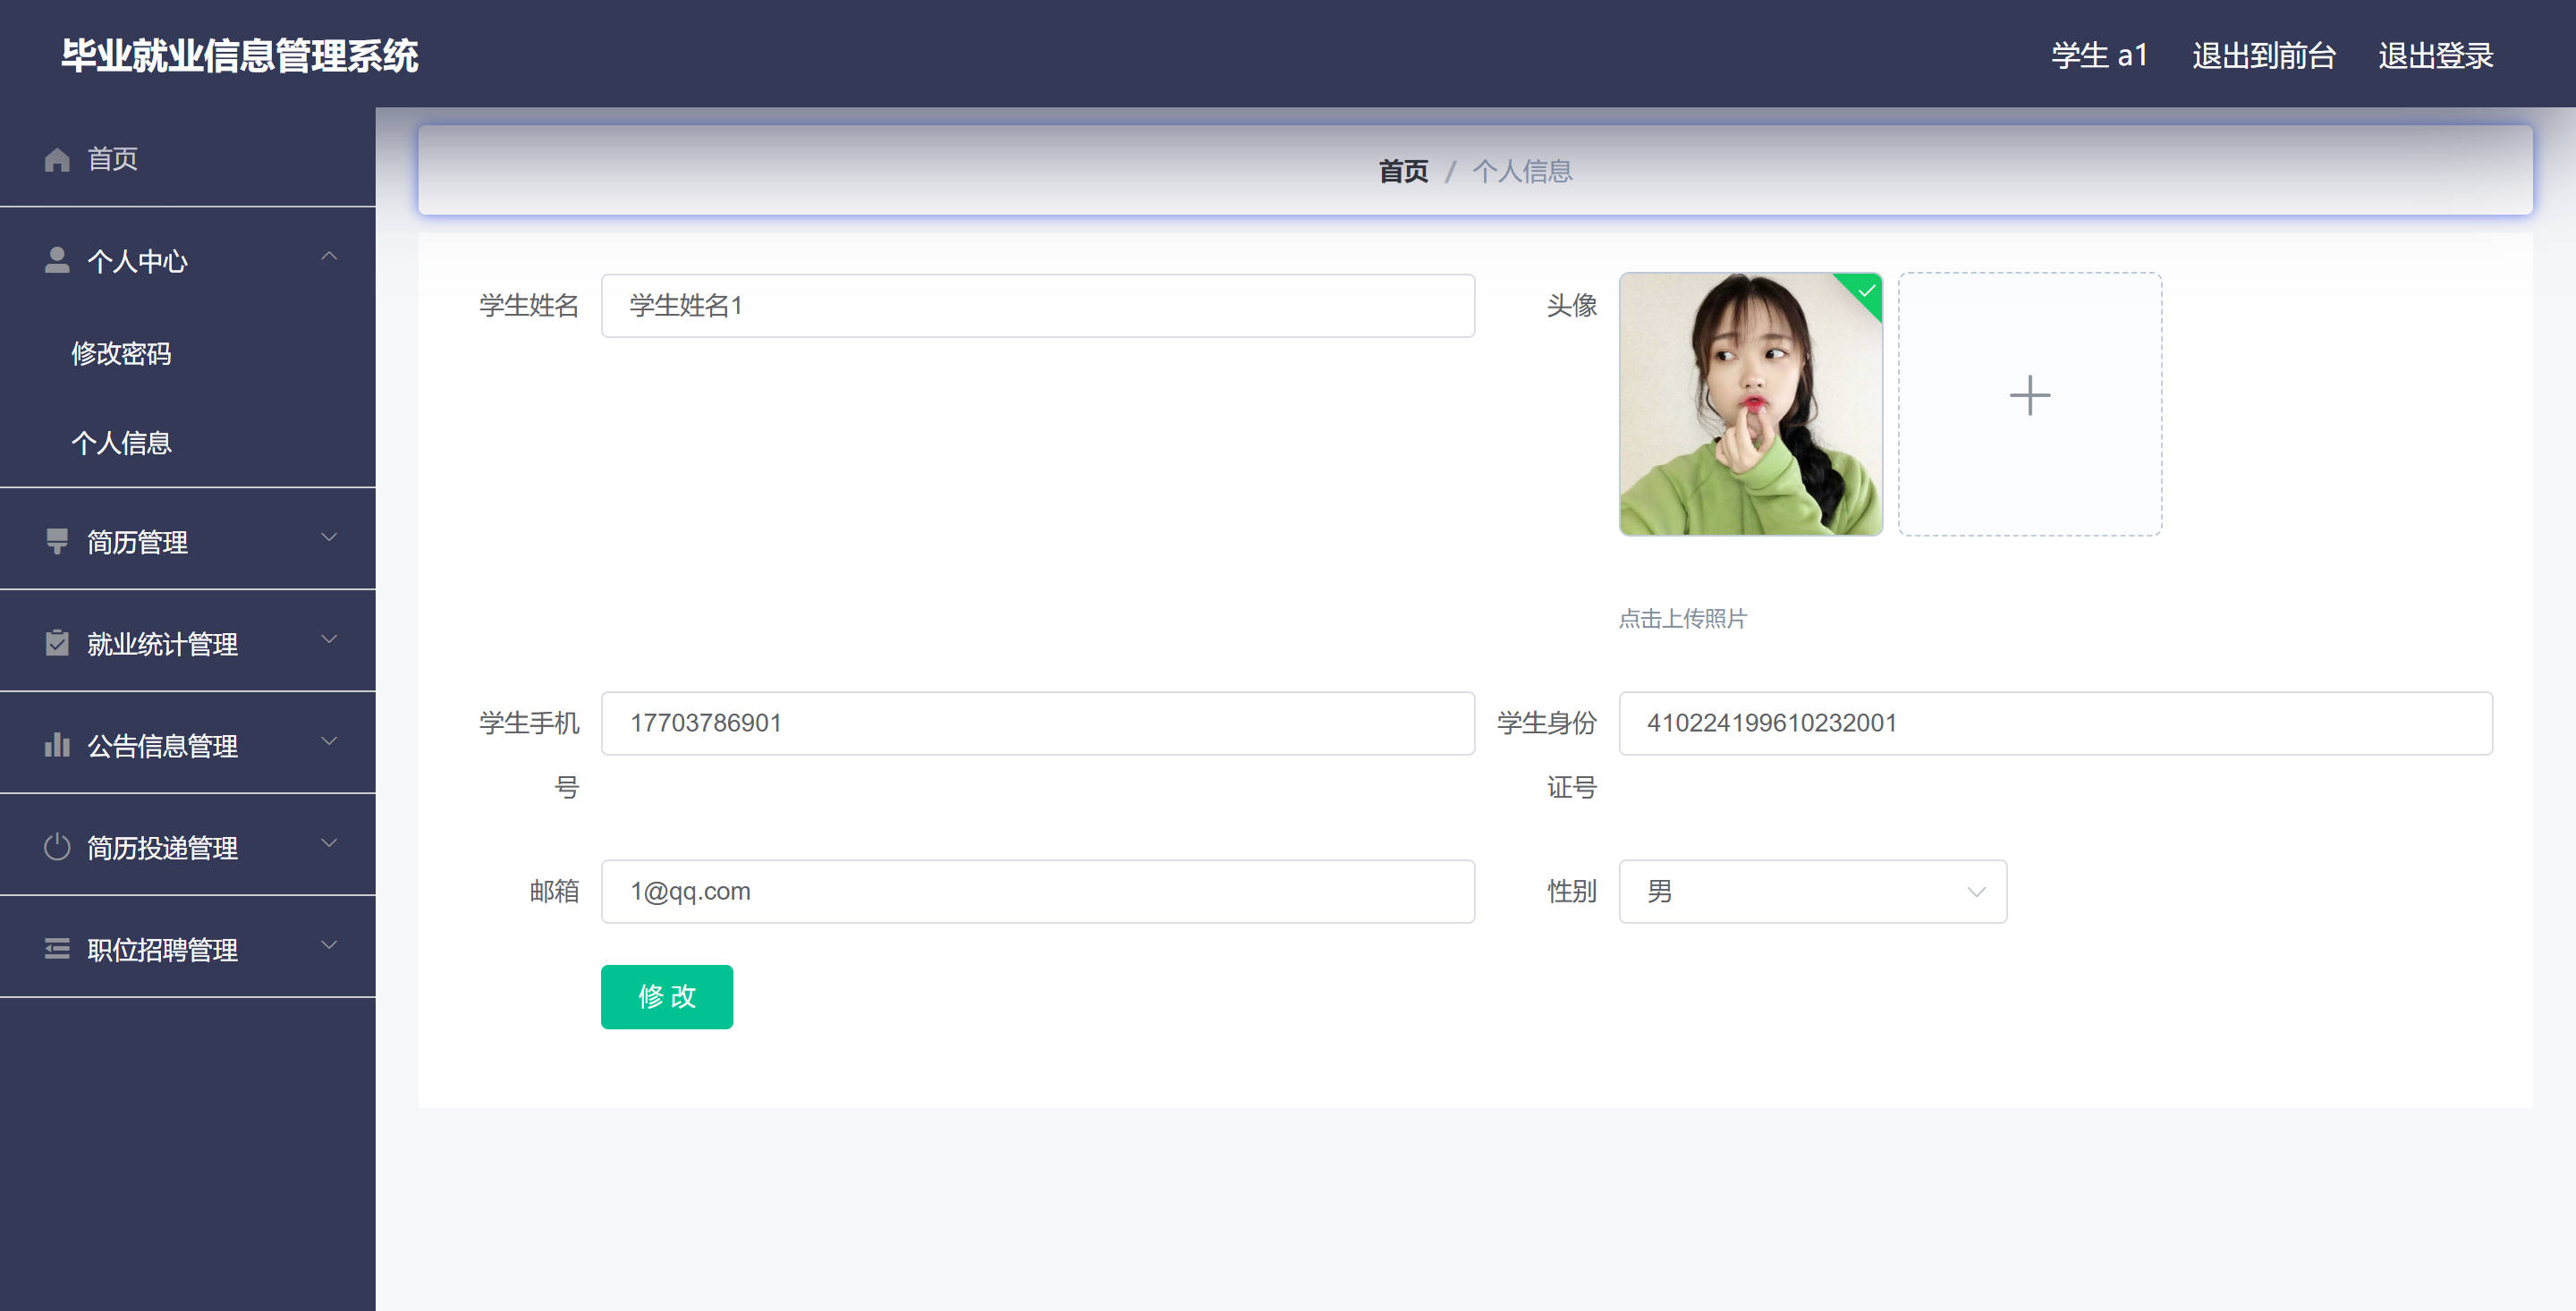 毕业就业信息管理系统
学生 a1
退出到前台
退出登录
首页
个人中心
修改密码
个人信息
简历管理
就业统计管理
公告信息管理
简历投递管理
职位招聘管理
首页 / 个人信息
学生姓名
学生姓名1
头像
点击上传照片
学生手机
号
17703786901
学生身份
证号
410224199610232001
邮箱
1@qq.com
性别
男
修 改